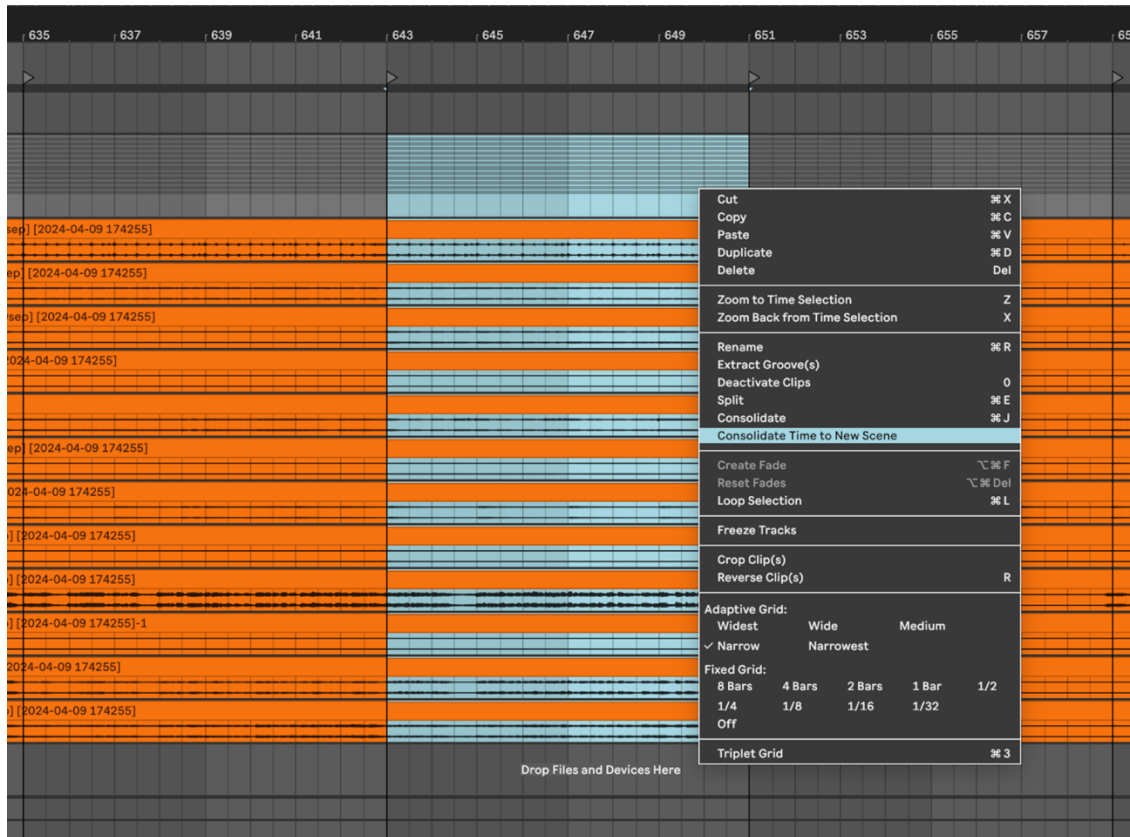 635 637 639 641 643 645 647 649 651 653 655 657 65
sep] [2024-04-09 174255]
ep] [2024-04-09 174255]
sep] [2024-04-09 174255]
024-04-09 174255]
ep] [2024-04-09 174255]
024-04-09 174255]
] [2024-04-09 174255]
] [2024-04-09 174255]
] [2024-04-09 174255]-1
2024-04-09 174255]
] [2024-04-09 174255]
Cut ⌘X
Copy ⌘C
Paste ⌘V
Duplicate ⌘D
Delete Del
Zoom to Time Selection Z
Zoom Back from Time Selection X
Rename ⌘R
Extract Groove(s)
Deactivate Clips 0
Split ⌘E
Consolidate ⌘J
Consolidate Time to New Scene
Create Fade ⌥⌘F
Reset Fades ⌥⌘Del
Loop Selection ⌘L
Freeze Tracks
Crop Clip(s)
Reverse Clip(s) R
Adaptive Grid:
Widest Wide Medium
✓ Narrow Narrowest
Fixed Grid:
8 Bars 4 Bars 2 Bars 1 Bar 1/2
1/4 1/8 1/16 1/32
Off
Triplet Grid ⌘3
Drop Files and Devices Here